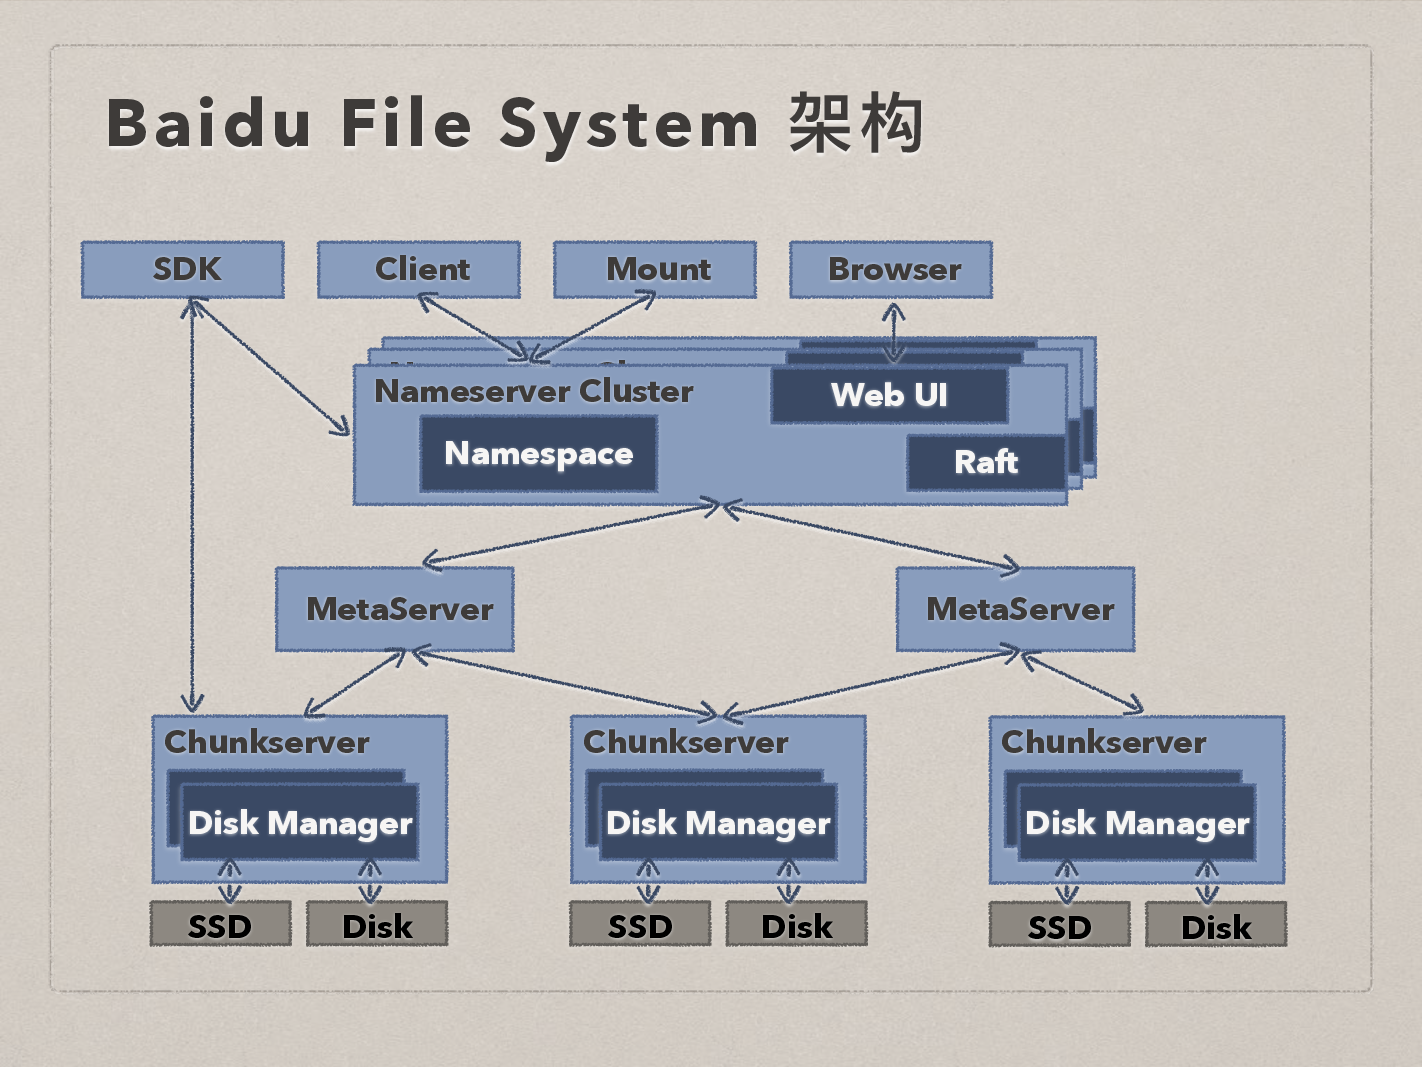 Baidu File System 架构
SDK
Client
Mount
Browser
Nameserver Cluster
Web UI
Namespace
Raft
MetaServer
MetaServer
Chunkserver
Chunkserver
Chunkserver
Disk Manager
Disk Manager
Disk Manager
SSD
Disk
SSD
Disk
SSD
Disk